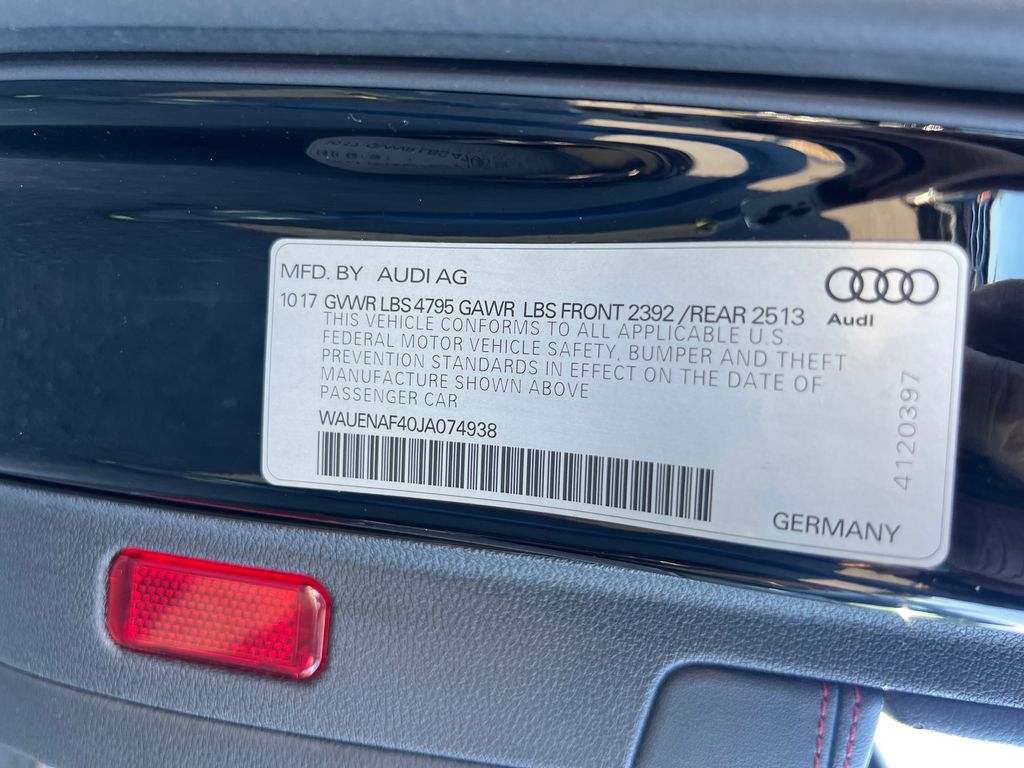 MFD. BY AUDI AG
1017 GVWR LBS 4795 GAWR LBS FRONT 2392 /REAR 2513
THIS VEHICLE CONFORMS TO ALL APPLICABLE U.S.
FEDERAL MOTOR VEHICLE SAFETY, BUMPER AND THEFT
PREVENTION STANDARDS IN EFFECT ON THE DATE OF
MANUFACTURE SHOWN ABOVE
PASSENGER CAR
WAUENAF40JA074938
Audi
4120397
GERMANY